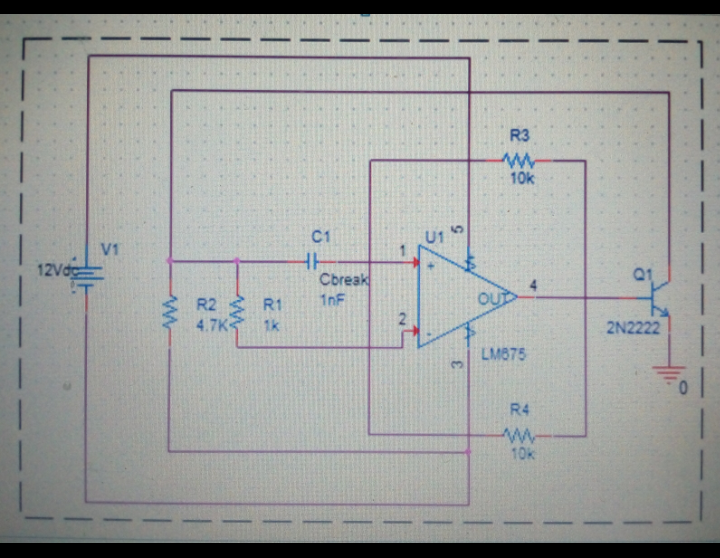 R3
10k
U1
5
C1
1
+
V1
12Vdc
Cbreak
1nF
4
OUT
Q1
2N2222
R2
4.7K
R1
1k
2
-
LM675
3
0
R4
10k